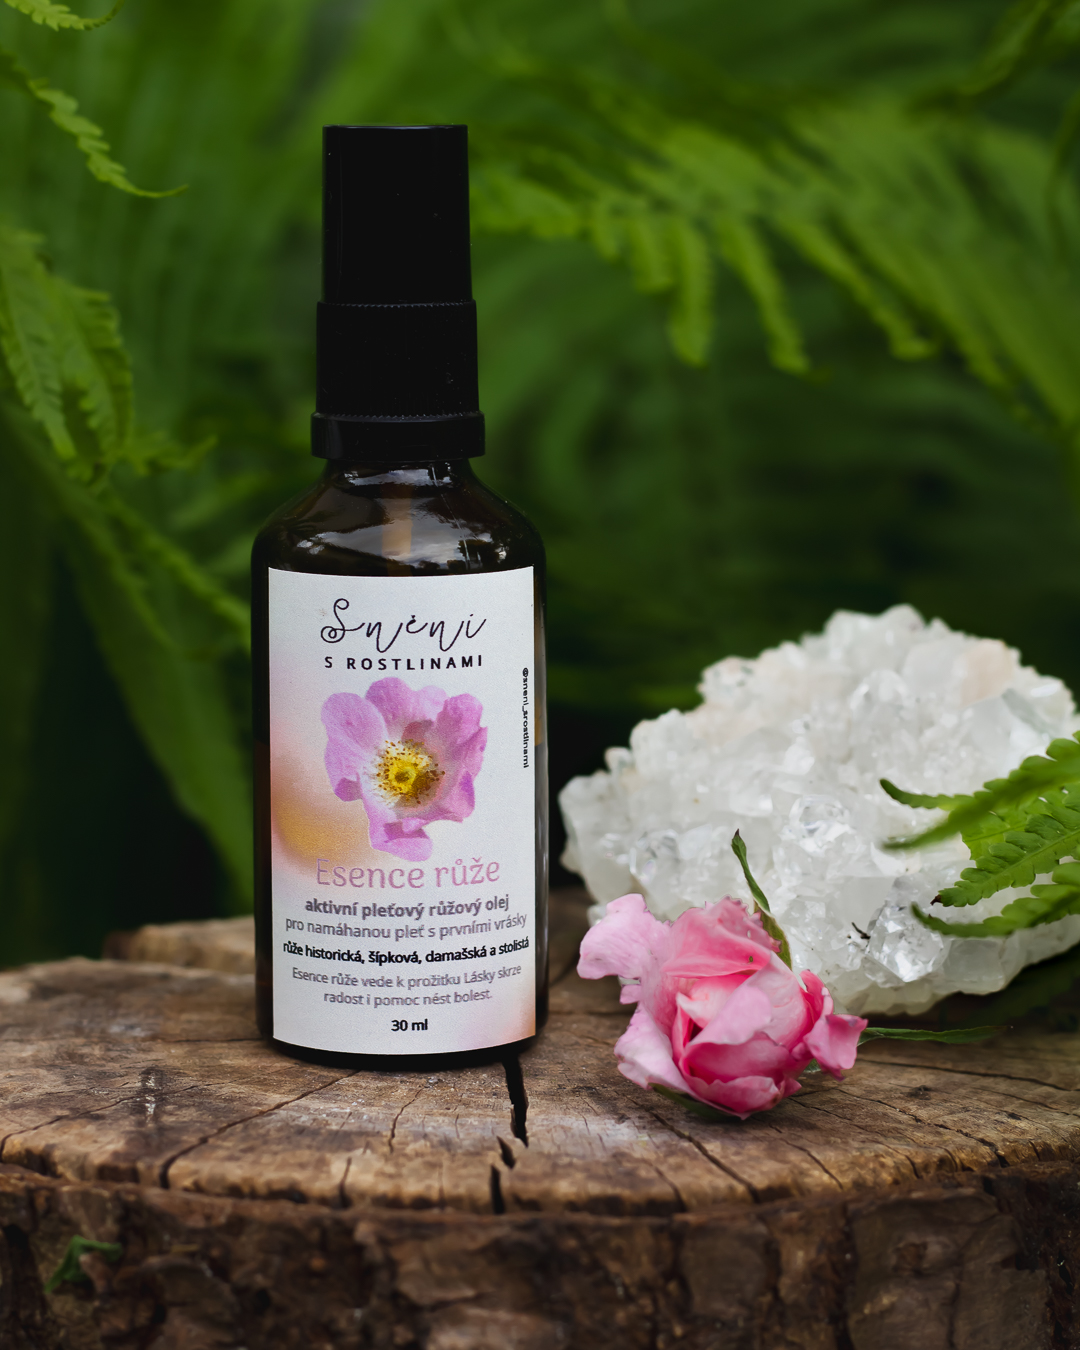 Snění
S ROSTLINAMI
@sneni_srostlinami
Esence růže
aktivní pleťový růžový olej
pro namáhanou pleť s prvními vrásky
růže historická, šípková, damašská a stolistá
Esence růže vede k prožitku Lásky skrze
radost i pomoc nést bolest.
30 ml